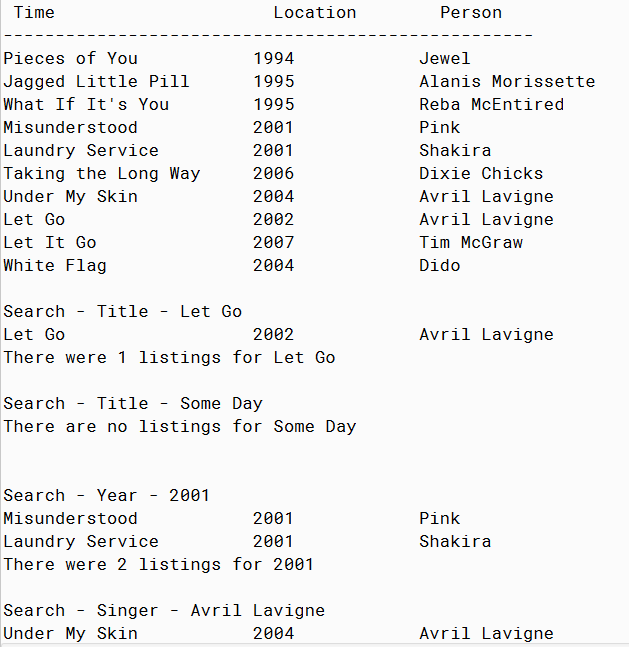 Time Location Person
---------------------------------------------------
Pieces of You 1994 Jewel
Jagged Little Pill 1995 Alanis Morissette
What If It's You 1995 Reba McEntired
Misunderstood 2001 Pink
Laundry Service 2001 Shakira
Taking the Long Way 2006 Dixie Chicks
Under My Skin 2004 Avril Lavigne
Let Go 2002 Avril Lavigne
Let It Go 2007 Tim McGraw
White Flag 2004 Dido
Search - Title - Let Go
Let Go 2002 Avril Lavigne
There were 1 listings for Let Go
Search - Title - Some Day
There are no listings for Some Day
Search - Year - 2001
Misunderstood 2001 Pink
Laundry Service 2001 Shakira
There were 2 listings for 2001
Search - Singer - Avril Lavigne
Under My Skin 2004 Avril Lavigne